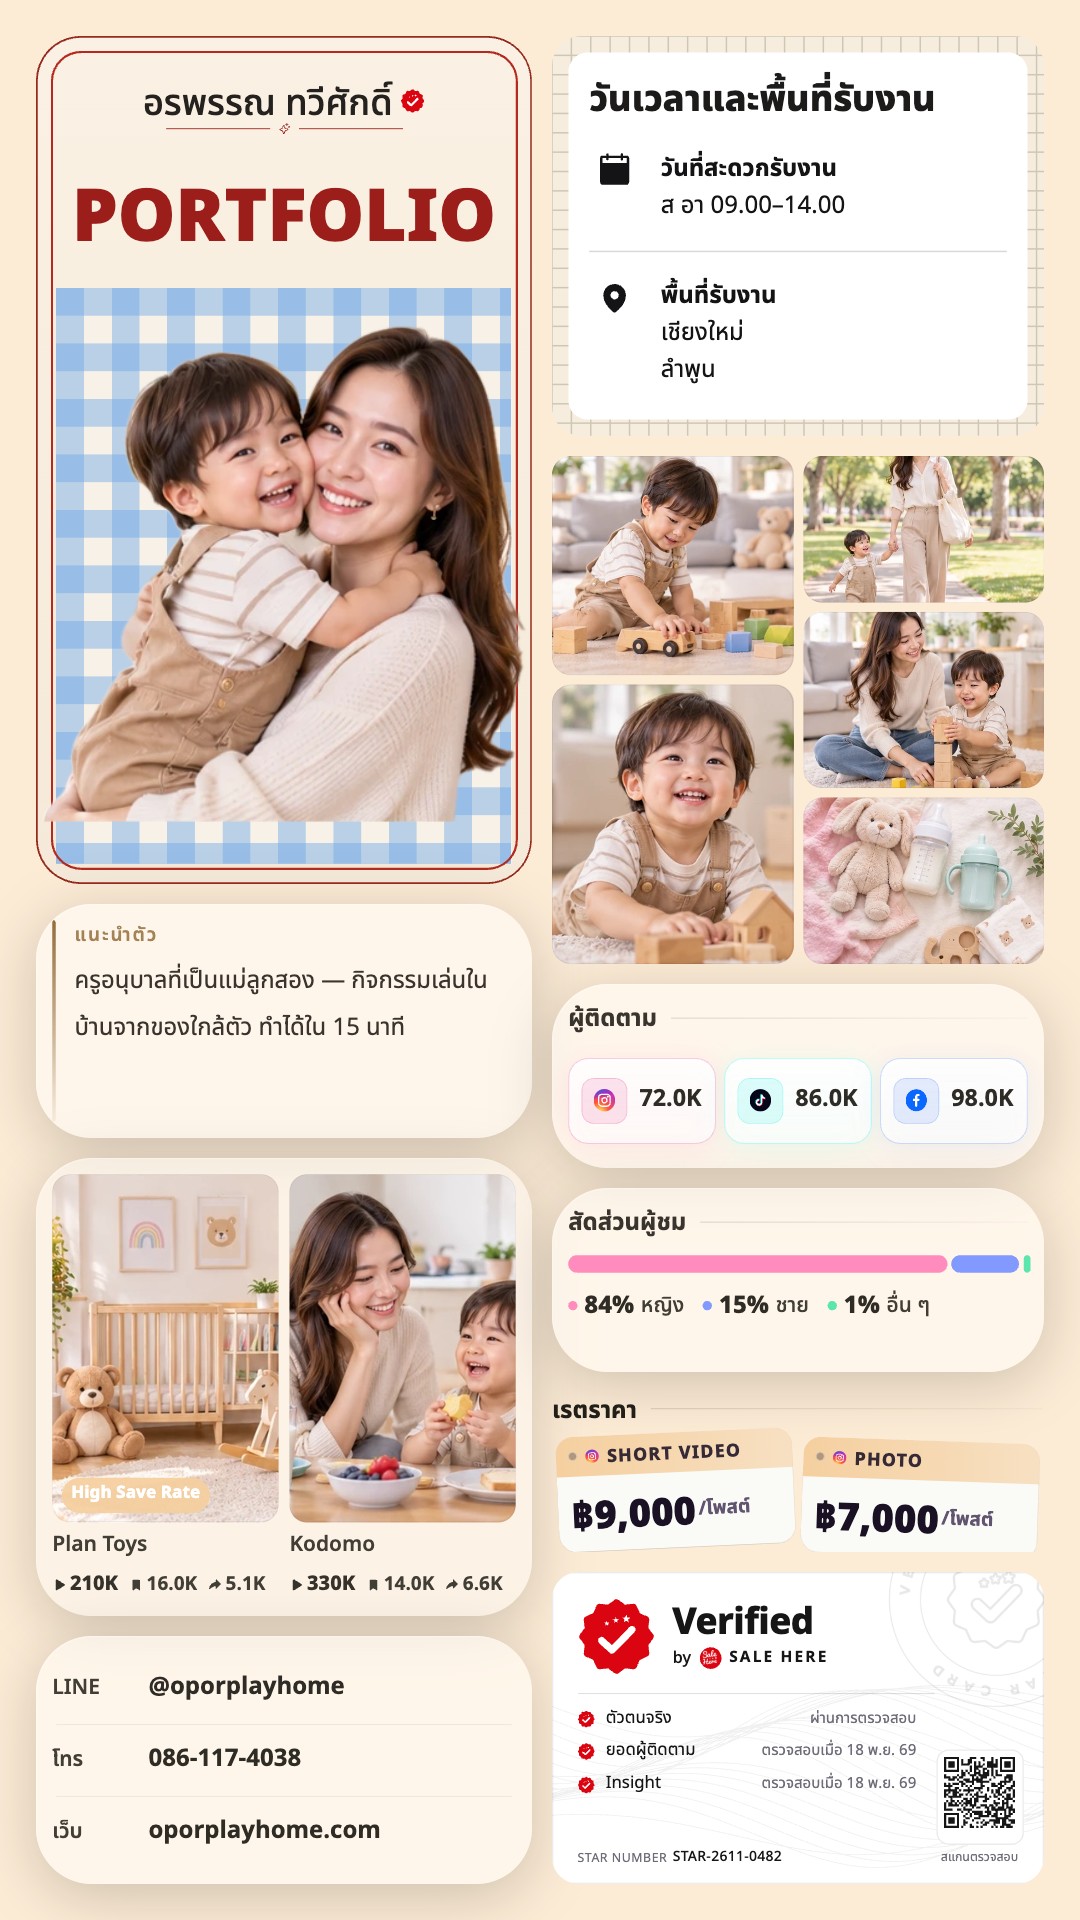 อรพรรณ ทวีศักดิ์
PORTFOLIO
แนะนำตัว
ครูอนุบาลที่เป็นแม่ลูกสอง — กิจกรรมเล่นใน
บ้านจากของใกล้ตัว ทำได้ใน 15 นาที
High Save Rate
Plan Toys
210K 16.0K 5.1K
Kodomo
330K 14.0K 6.6K
LINE @oporplayhome
โทร 086-117-4038
เว็บ oporplayhome.com
วันเวลาและพื้นที่รับงาน
วันที่สะดวกรับงาน
ส อา 09.00–14.00
พื้นที่รับงาน
เชียงใหม่
ลำพูน
ผู้ติดตาม
72.0K 86.0K 98.0K
สัดส่วนผู้ชม
84% หญิง 15% ชาย 1% อื่น ๆ
เรตราคา
SHORT VIDEO
฿9,000/โพสต์
PHOTO
฿7,000/โพสต์
Verified
by Sale Here SALE HERE
ตัวตนจริง ผ่านการตรวจสอบ
ยอดผู้ติดตาม ตรวจสอบเมื่อ 18 พ.ย. 69
Insight ตรวจสอบเมื่อ 18 พ.ย. 69
STAR NUMBER STAR-2611-0482
สแกนตรวจสอบ